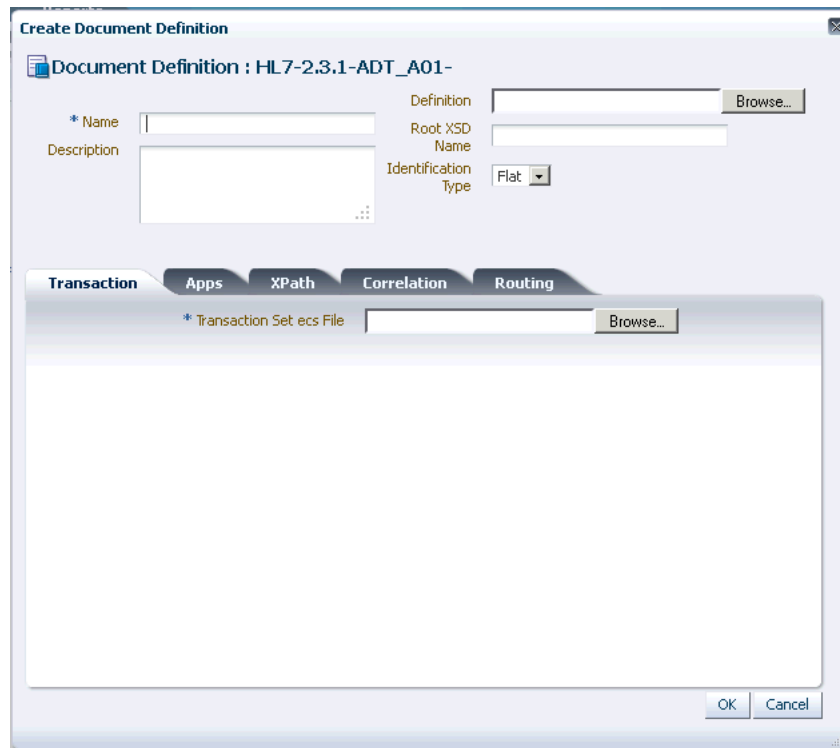 Create Document Definition
Document Definition : HL7-2.3.1-ADT_A01-
* Name
Description
Definition
Browse...
Root XSD
Name
Identification
Type
Flat
Transaction
Apps
XPath
Correlation
Routing
* Transaction Set ecs File
Browse...
OK
Cancel